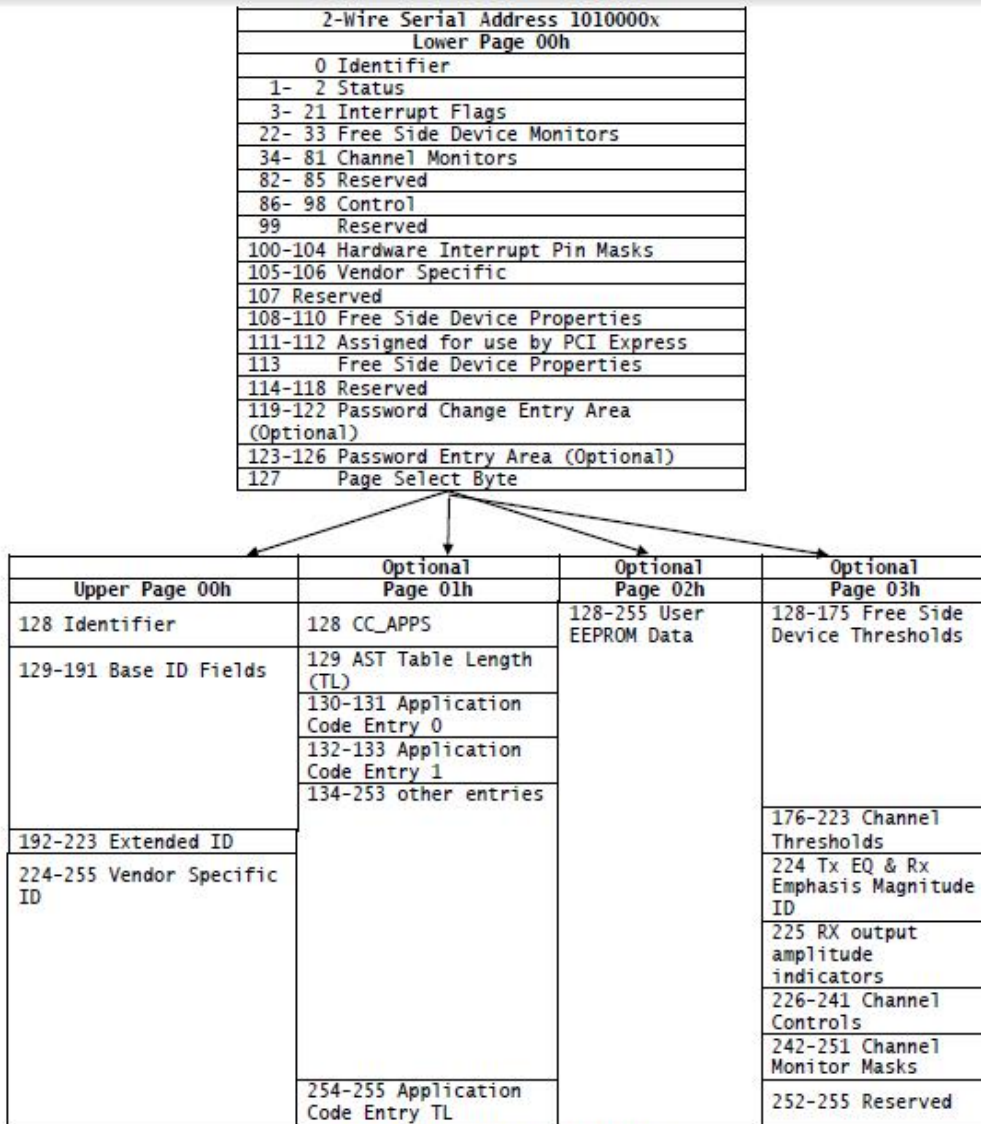 2-Wire Serial Address 1010000x
Lower Page 00h
0 Identifier
1- 2 Status
3- 21 Interrupt Flags
22- 33 Free Side Device Monitors
34- 81 Channel Monitors
82- 85 Reserved
86- 98 Control
99 Reserved
100-104 Hardware Interrupt Pin Masks
105-106 Vendor Specific
107 Reserved
108-110 Free Side Device Properties
111-112 Assigned for use by PCI Express
113 Free Side Device Properties
114-118 Reserved
119-122 Password Change Entry Area
(Optional)
123-126 Password Entry Area (Optional)
127 Page Select Byte
Upper Page 00h
128 Identifier
129-191 Base ID Fields
192-223 Extended ID
224-255 Vendor Specific
ID
Optional
Page 01h
128 CC_APPS
129 AST Table Length
(TL)
130-131 Application
Code Entry 0
132-133 Application
Code Entry 1
134-253 other entries
254-255 Application
Code Entry TL
Optional
Page 02h
128-255 User
EEPROM Data
Optional
Page 03h
128-175 Free Side
Device Thresholds
176-223 Channel
Thresholds
224 Tx EQ & Rx
Emphasis Magnitude
ID
225 RX output
amplitude
indicators
226-241 Channel
Controls
242-251 Channel
Monitor Masks
252-255 Reserved